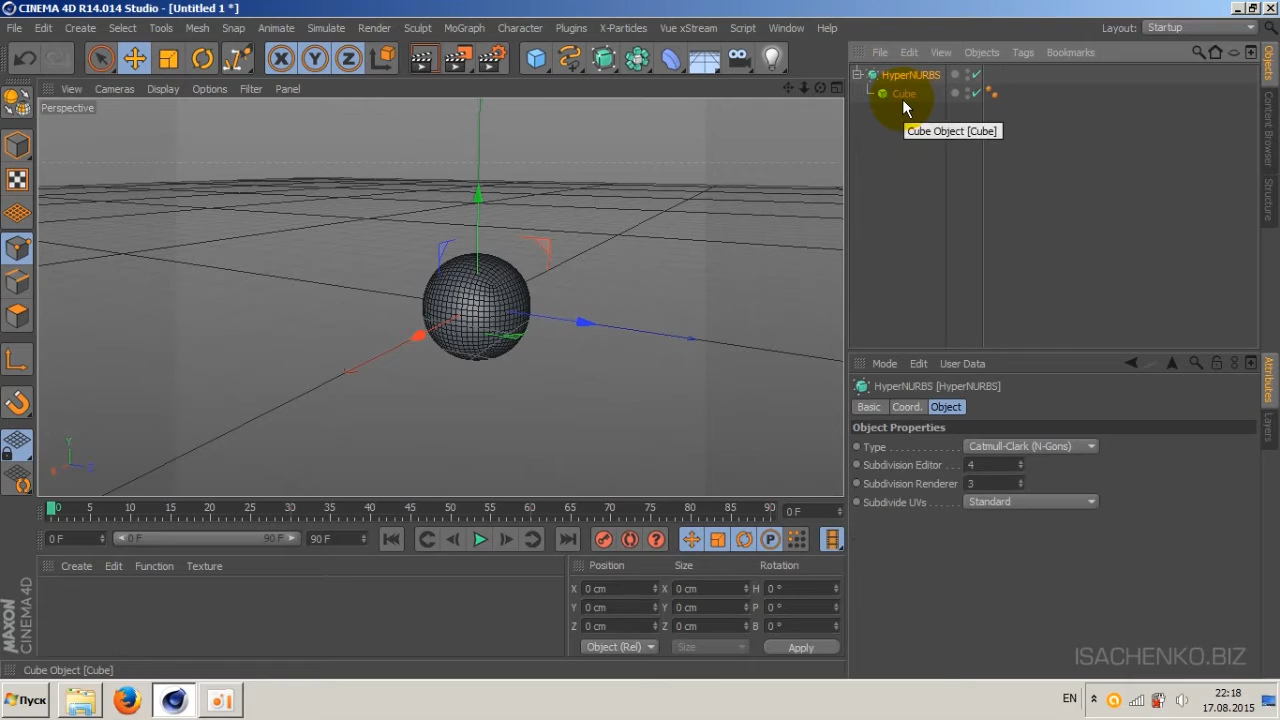 CINEMA 4D R14.014 Studio - [Untitled 1 *]
File Edit Create Select Tools Mesh Snap Animate Simulate Render Sculpt MoGraph Character Plugins X-Particles Vue xStream Script Window Help Layout: Startup
X Y Z
File Edit View Objects Tags Bookmarks
View Cameras Display Options Filter Panel
Perspective
HyperNURBS
Cube
Cube Object [Cube]
Objects
Content Browser
Structure
Y
X Z
Mode Edit User Data
HyperNURBS [HyperNURBS]
Basic Coord. Object
Object Properties
Type Catmull-Clark (N-Gons)
Subdivision Editor 4
Subdivision Renderer 3
Subdivide UVs Standard
Attributes
Layers
0 5 10 15 20 25 30 35 40 45 50 55 60 65 70 75 80 85 90 0 F
0 F 0 F 90 F 90 F P
Create Edit Function Texture
Position Size Rotation
X 0 cm X 0 cm H 0 °
Y 0 cm Y 0 cm P 0 °
Z 0 cm Z 0 cm B 0 °
Object (Rel) Size Apply
MAXON
CINEMA 4D
Cube Object [Cube]
ISACHENKO.BIZ
Пуск
EN
22:18
17.08.2015